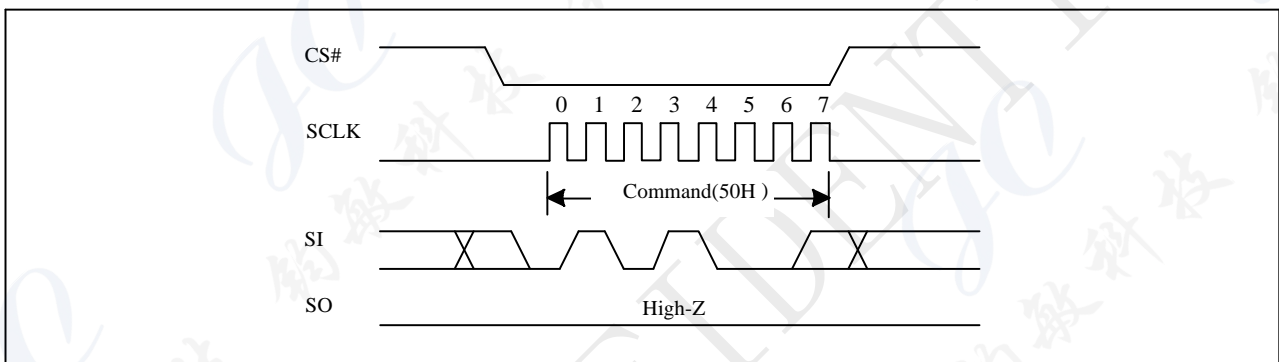 CS#
0 1 2 3 4 5 6 7
SCLK
Command(50H )
SI
SO
High-Z